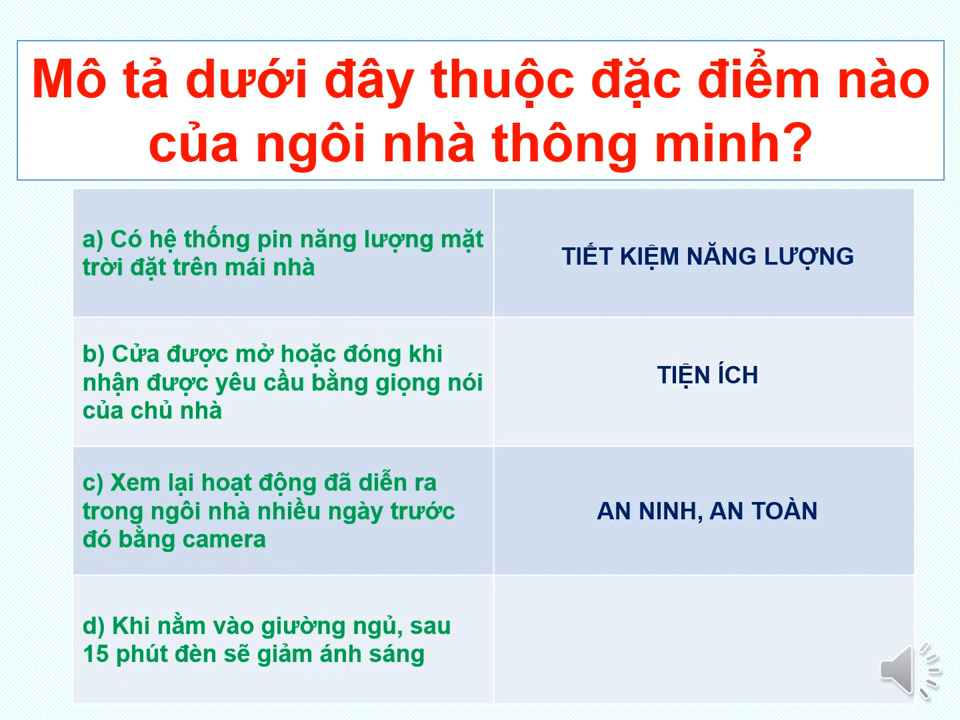 Mô tả dưới đây thuộc đặc điểm nào
của ngôi nhà thông minh?
a) Có hệ thống pin năng lượng mặt
trời đặt trên mái nhà
TIẾT KIỆM NĂNG LƯỢNG
b) Cửa được mở hoặc đóng khi
nhận được yêu cầu bằng giọng nói
của chủ nhà
TIỆN ÍCH
c) Xem lại hoạt động đã diễn ra
trong ngôi nhà nhiều ngày trước
đó bằng camera
AN NINH, AN TOÀN
d) Khi nằm vào giường ngủ, sau
15 phút đèn sẽ giảm ánh sáng